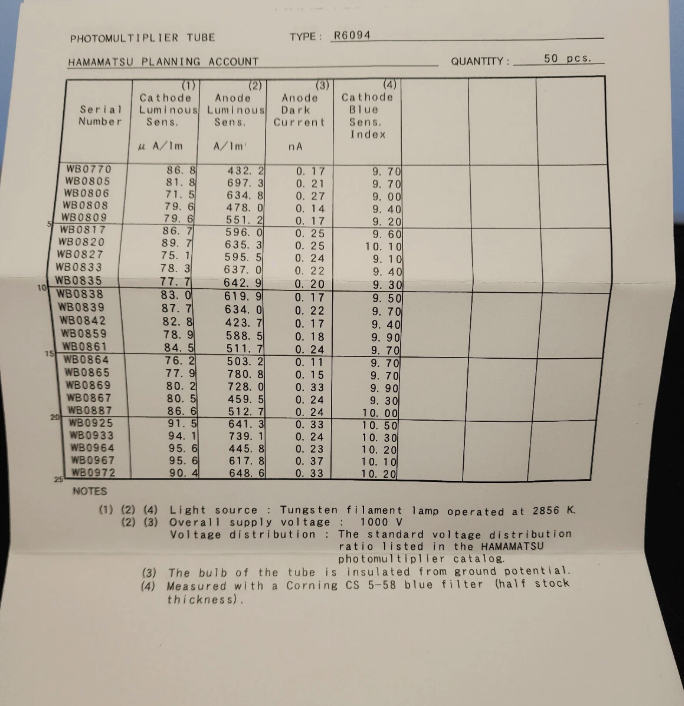 PHOTOMULTIPLIER TUBE TYPE: R6094
HAMAMATSU PLANNING ACCOUNT QUANTITY: 50 pcs.
(1) (2) (3) (4)
Cathode Anode Anode Cathode
Serial Luminous Luminous Dark Blue
Number Sens. Sens. Current Sens.
Index
μ A/lm A/lm nA
WB0770 86.8 432.2 0.17 9.70
WB0805 81.8 697.3 0.21 9.70
WB0806 71.5 634.8 0.27 9.00
WB0808 79.6 478.0 0.14 9.40
WB0809 79.6 551.2 0.17 9.20
5
WB0817 86.7 596.0 0.25 9.60
WB0820 89.7 635.3 0.25 10.10
WB0827 75.1 595.5 0.24 9.10
WB0833 78.3 637.0 0.22 9.40
WB0835 77.7 642.9 0.20 9.30
10
WB0838 83.0 619.9 0.17 9.50
WB0839 87.7 634.0 0.22 9.70
WB0842 82.8 423.7 0.17 9.40
WB0859 78.9 588.5 0.18 9.90
WB0861 84.5 511.7 0.24 9.70
15
WB0864 76.2 503.2 0.11 9.70
WB0865 77.9 780.8 0.15 9.70
WB0869 80.2 728.0 0.33 9.90
WB0867 80.5 459.5 0.24 9.30
WB0887 86.6 512.7 0.24 10.00
20
WB0925 91.5 641.3 0.33 10.50
WB0933 94.1 739.1 0.24 10.30
WB0964 95.6 445.8 0.23 10.20
WB0967 95.6 617.8 0.37 10.10
WB0972 90.4 648.6 0.33 10.20
25
NOTES
(1) (2) (4) Light source : Tungsten filament lamp operated at 2856 K.
(2) (3) Overall supply voltage : 1000 V
Voltage distribution : The standard voltage distribution
ratio listed in the HAMAMATSU
photomultiplier catalog.
(3) The bulb of the tube is insulated from ground potential.
(4) Measured with a Corning CS 5-58 blue filter (half stock
thickness).